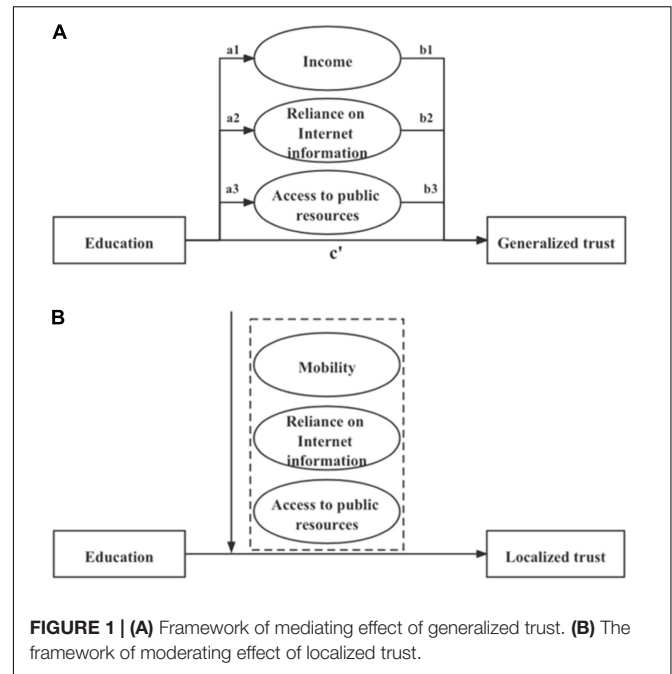 A
a1
Income
b1
a2
Reliance on
Internet
information
b2
a3
Access to public
resources
b3
Education
c'
Generalized trust
B
Mobility
Reliance on
Internet
information
Access to public
resources
Education
Localized trust
FIGURE 1 | (A) Framework of mediating effect of generalized trust. (B) The
framework of moderating effect of localized trust.